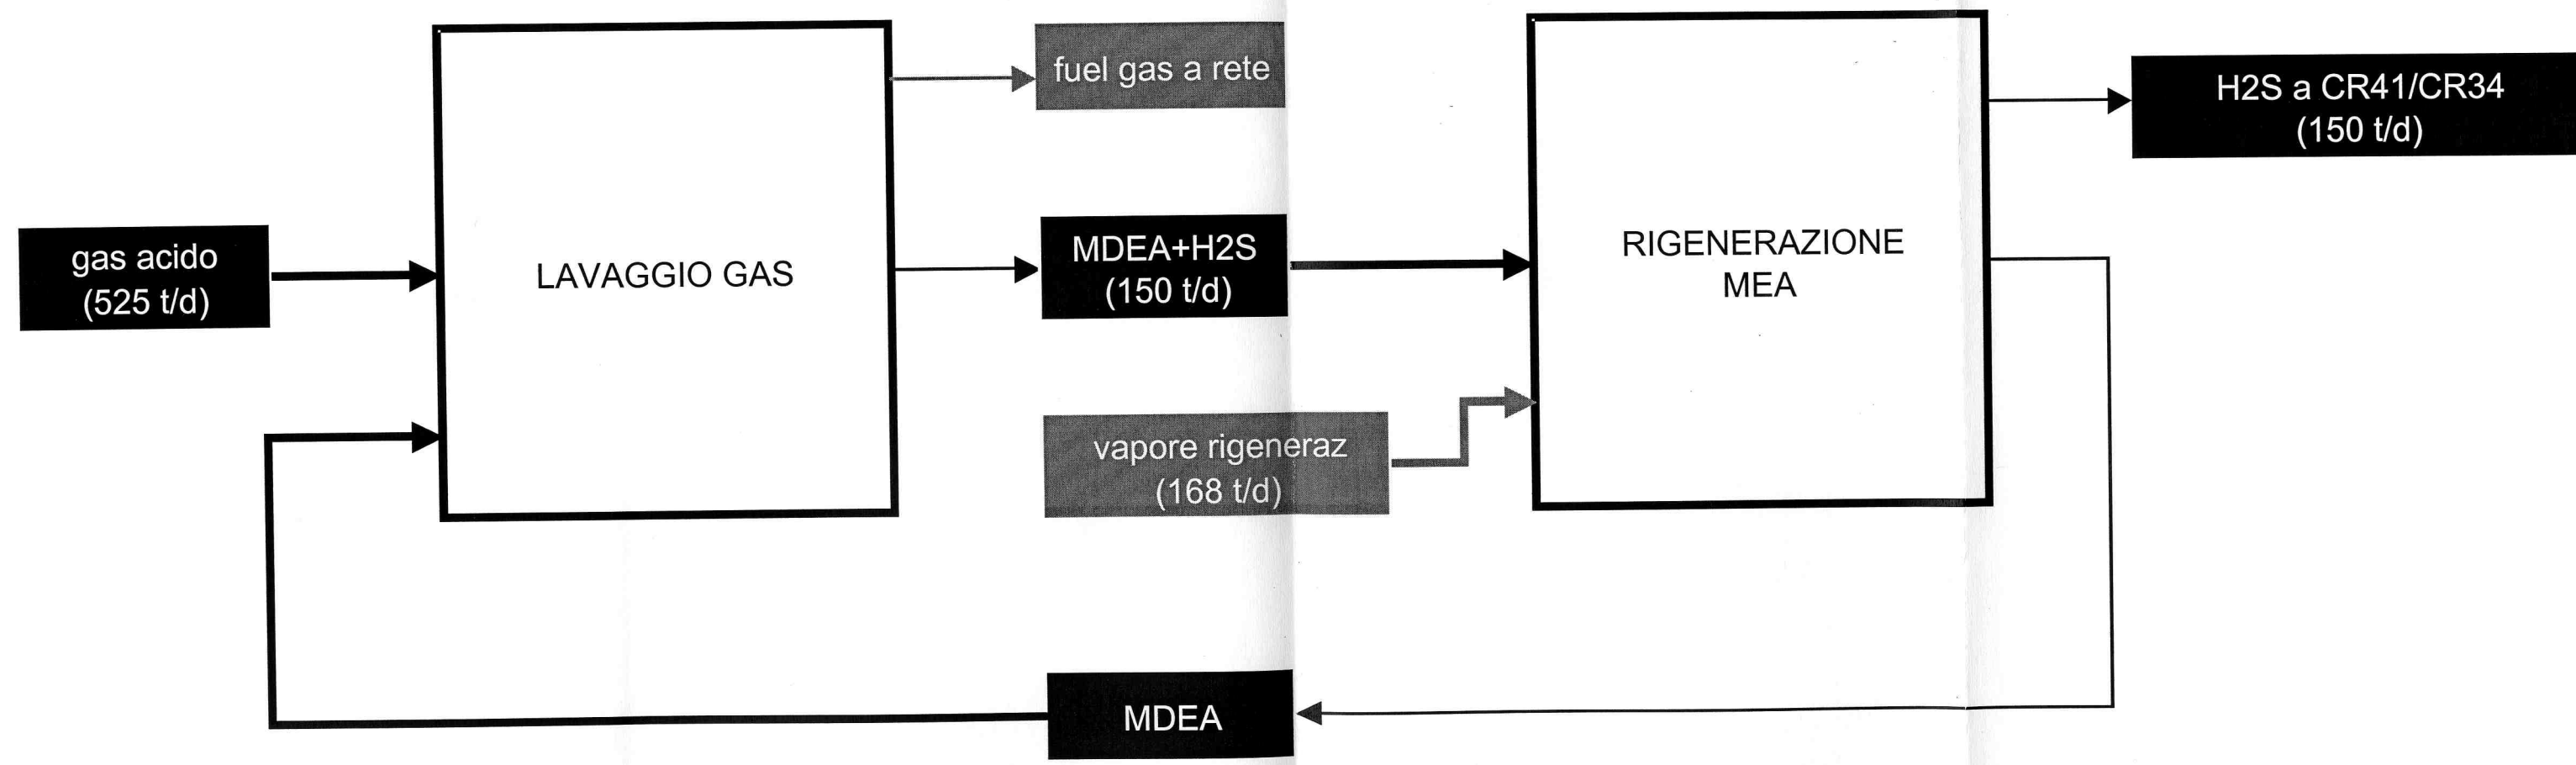 fuel gas a rete
H2S a CR41/CR34
(150 t/d)
gas acido
(525 t/d)
LAVAGGIO GAS
MDEA+H2S
(150 t/d)
RIGENERAZIONE
MEA
vapore rigeneraz
(168 t/d)
MDEA